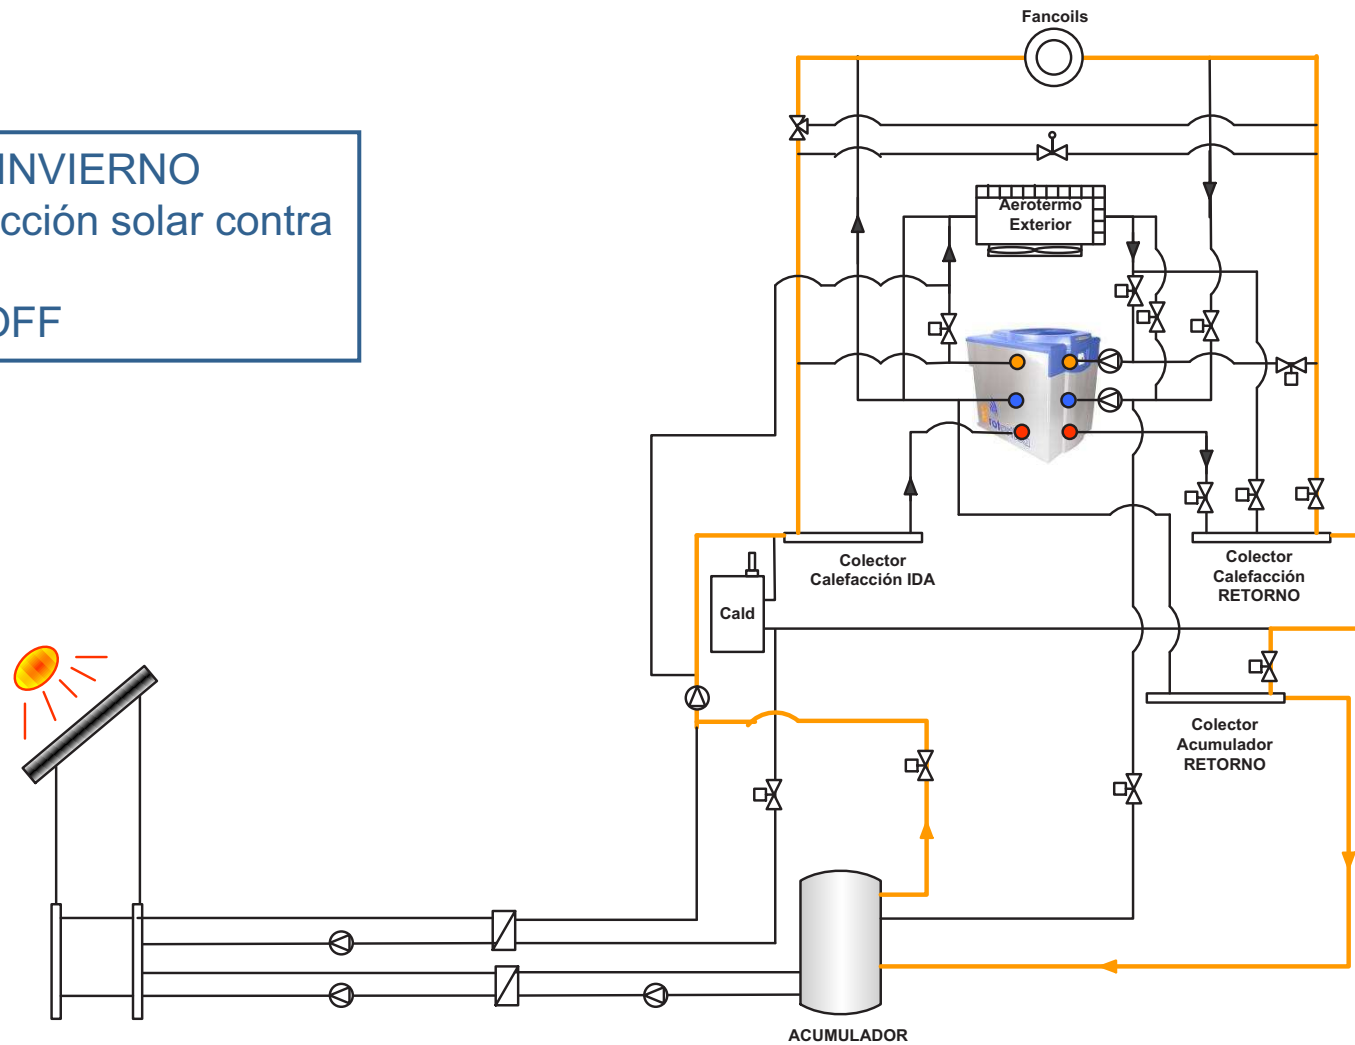 Fancoils
INVIERNO
cción solar contra
OFF
Aerotermo
Exterior
Colector
Calefacción IDA
Colector
Calefacción
RETORNO
Cald
Colector
Acumulador
RETORNO
ACUMULADOR